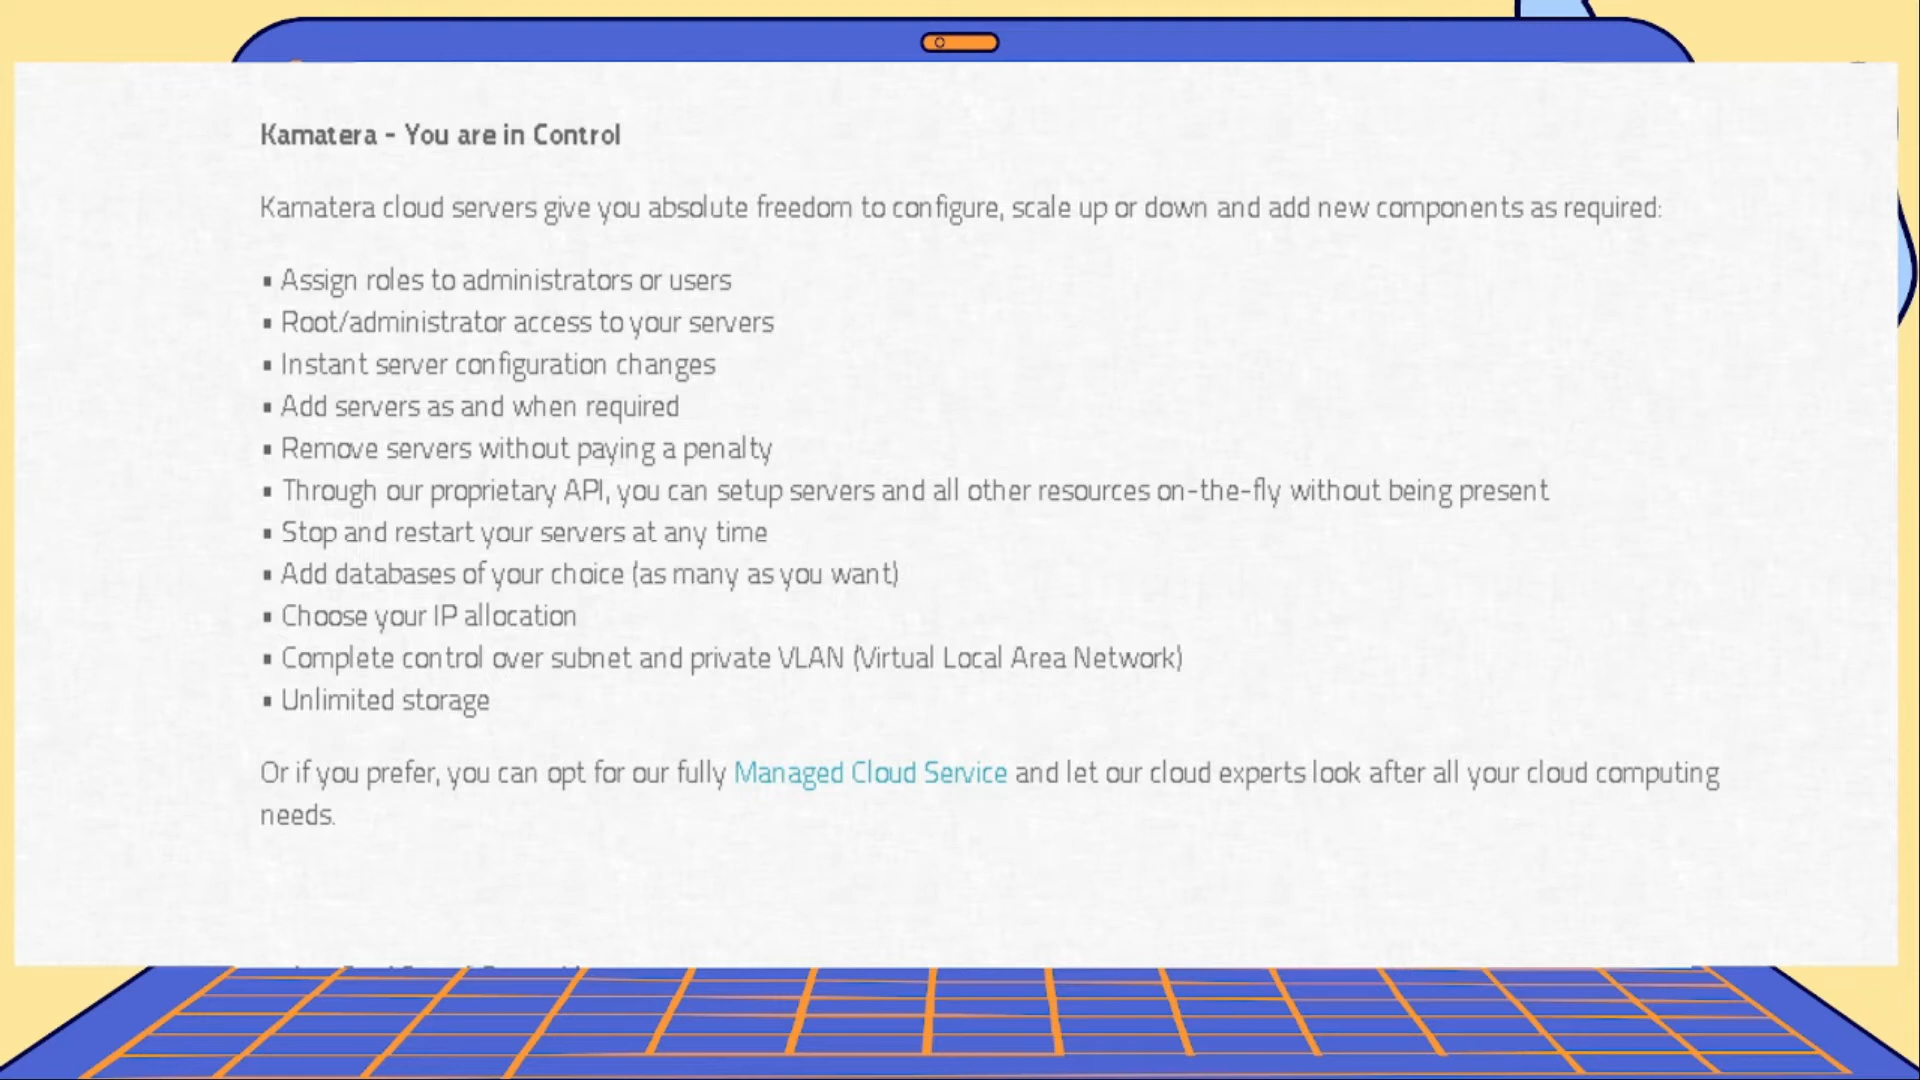 Kamatera - You are in Control
Kamatera cloud servers give you absolute freedom to configure, scale up or down and add new components as required:
▪ Assign roles to administrators or users
▪ Root/administrator access to your servers
▪ Instant server configuration changes
▪ Add servers as and when required
▪ Remove servers without paying a penalty
▪ Through our proprietary API, you can setup servers and all other resources on-the-fly without being present
▪ Stop and restart your servers at any time
▪ Add databases of your choice (as many as you want)
▪ Choose your IP allocation
▪ Complete control over subnet and private VLAN (Virtual Local Area Network)
▪ Unlimited storage
Or if you prefer, you can opt for our fully Managed Cloud Service and let our cloud experts look after all your cloud computing
needs.